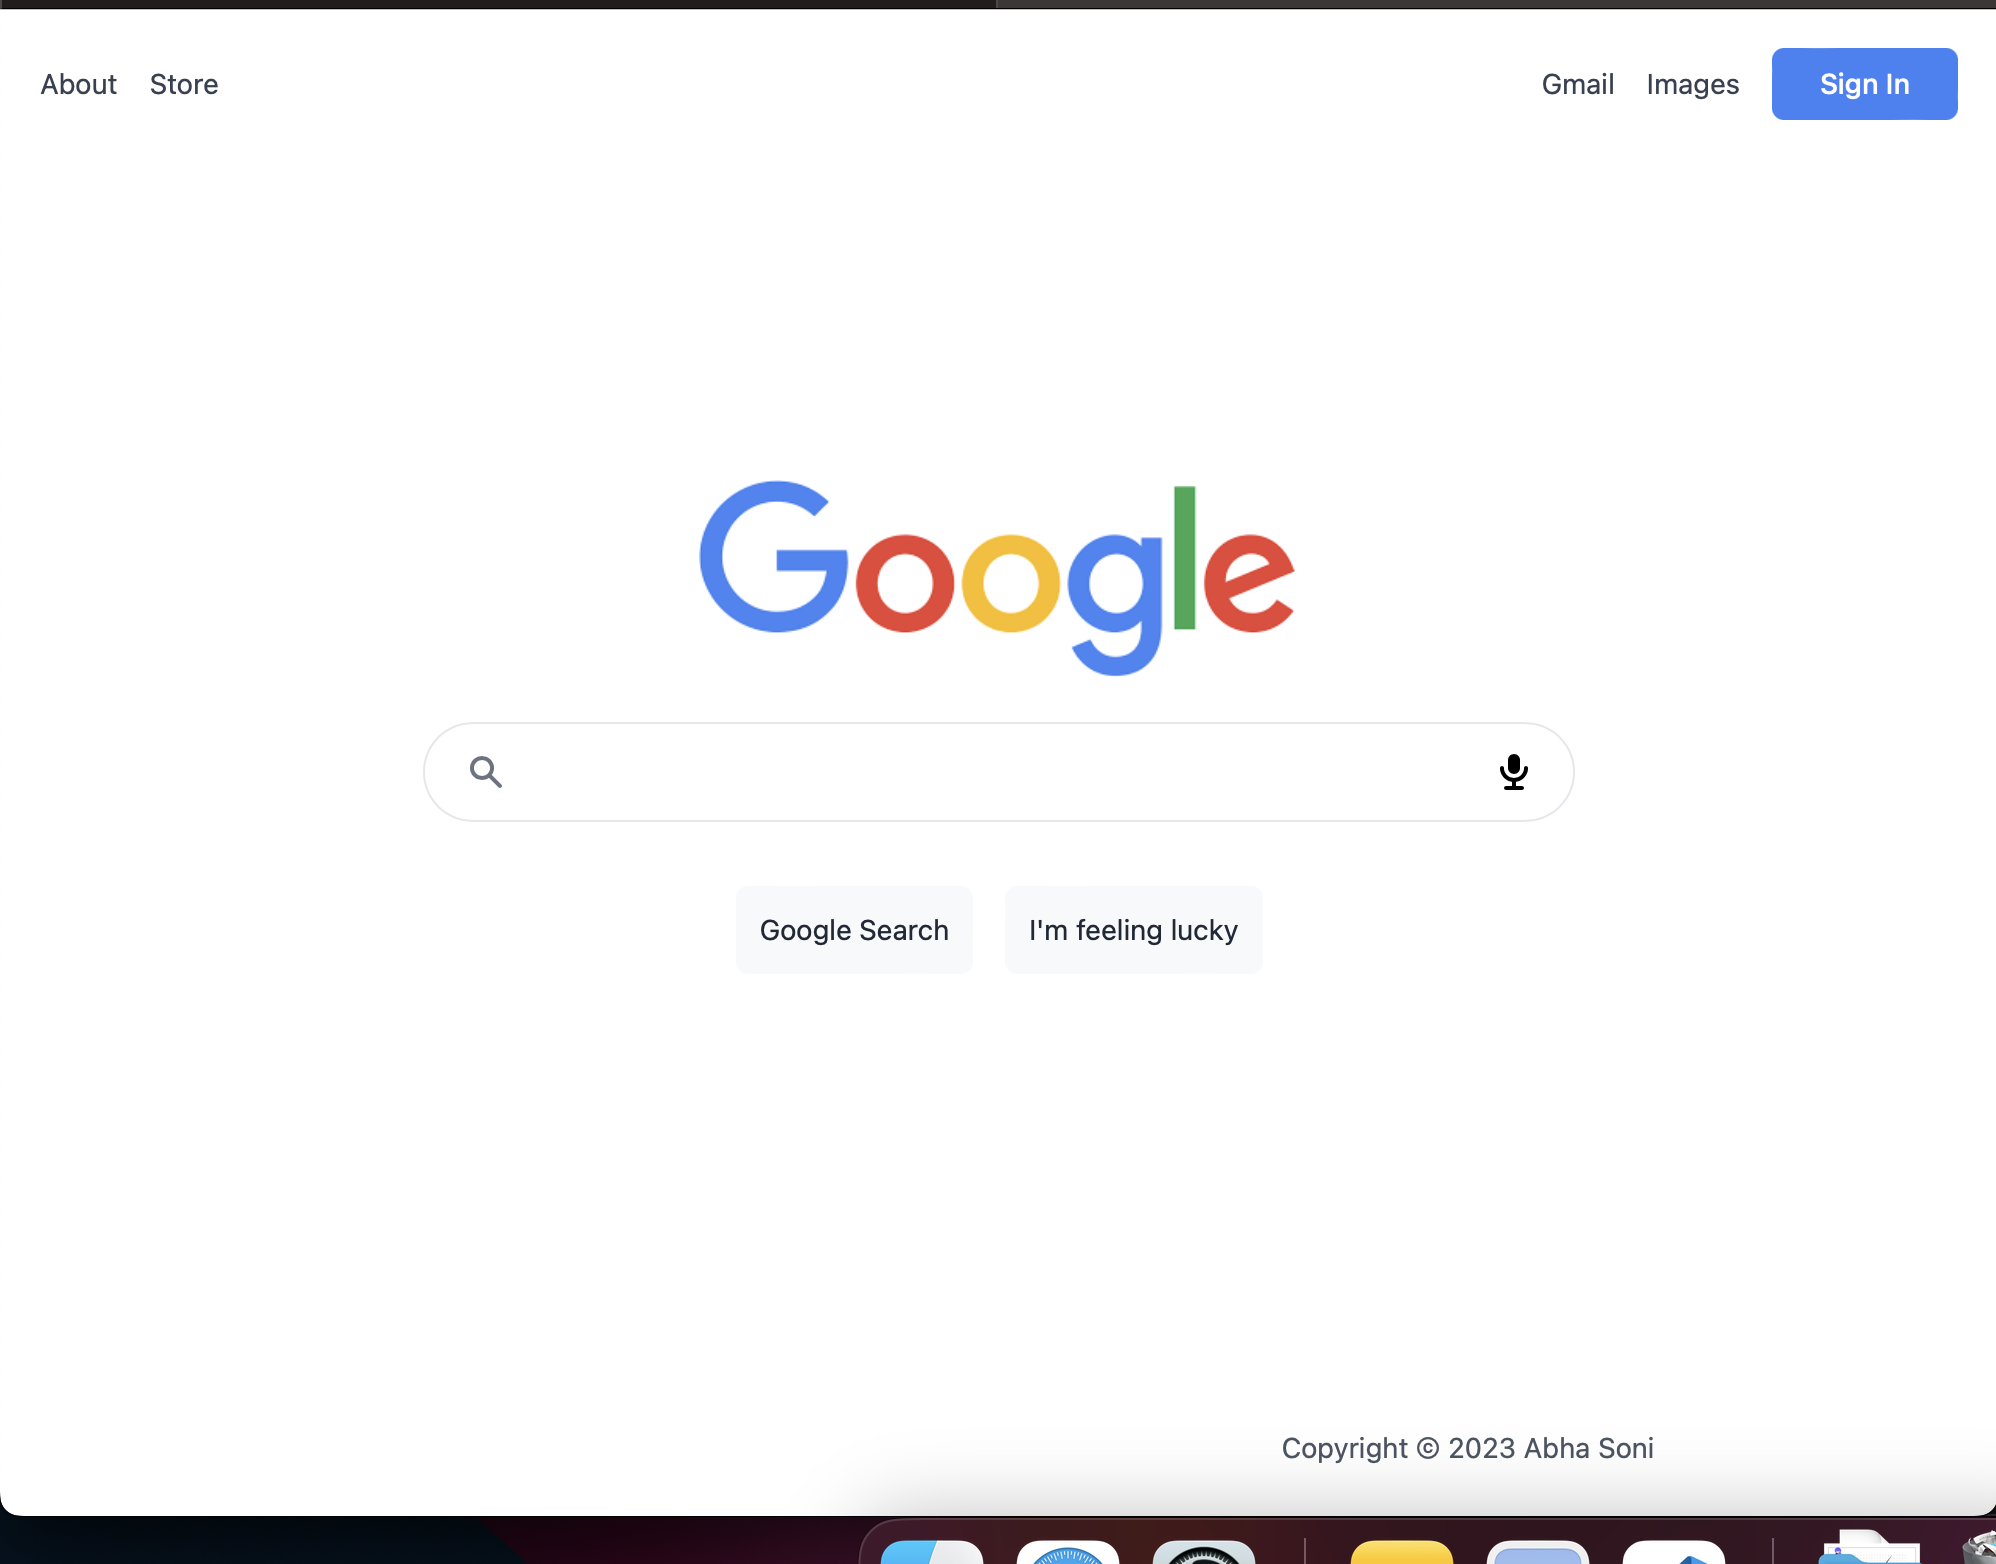 About Store
Gmail Images Sign In
Google
Google Search I'm feeling lucky
Copyright © 2023 Abha Soni